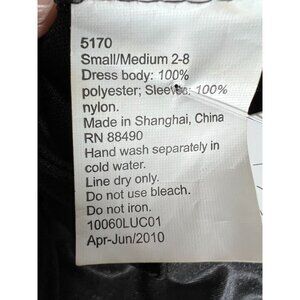 5170
Small/Medium 2-8
Dress body: 100%
polyester; Sleeves: 100%
nylon.
Made in Shanghai, China
RN 88490
Hand wash separately in
cold water.
Line dry only.
Do not use bleach.
Do not iron.
10060LUC01
Apr-Jun/2010